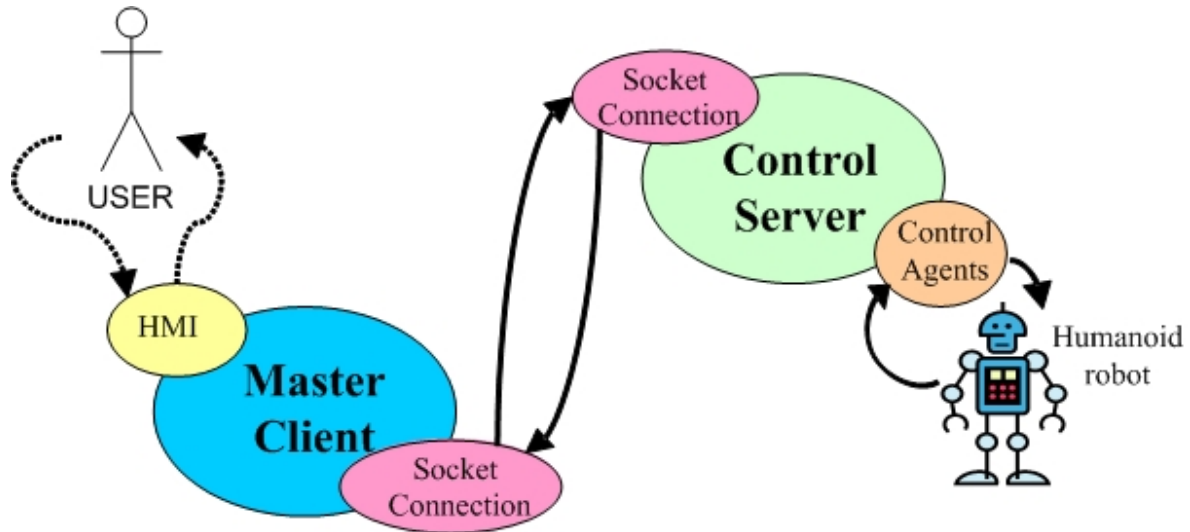 USER
HMI
Master
Client
Socket
Connection
Socket
Connection
Control
Server
Control
Agents
Humanoid
robot